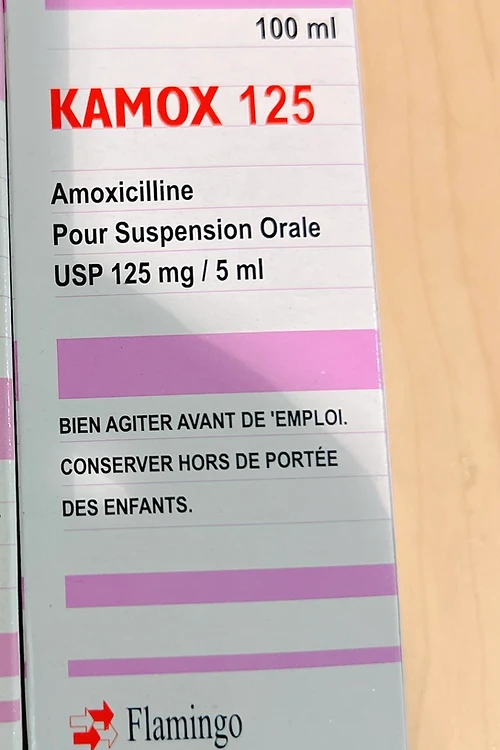 100 ml
KAMOX 125
Amoxicilline
Pour Suspension Orale
USP 125 mg / 5 ml
BIEN AGITER AVANT DE 'EMPLOI.
CONSERVER HORS DE PORTÉE
DES ENFANTS.
Flamingo